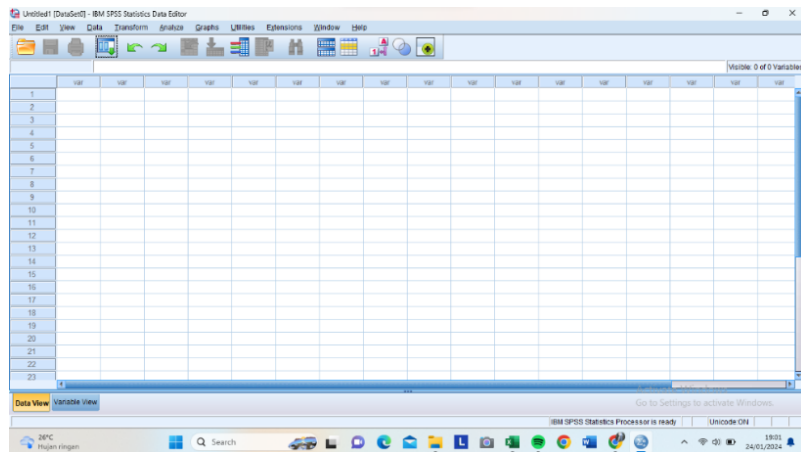 Untitled1 [DataSet0] - IBM SPSS Statistics Data Editor
File Edit View Data Transform Analyze Graphs Utilities Extensions Window Help
Visible: 0 of 0 Variables
var var var var var var var var var var var var var var var var var
1
2
3
4
5
6
7
8
9
10
11
12
13
14
15
16
17
18
19
20
21
22
23
Data View Variable View
Go to Settings to activate Windows.
IBM SPSS Statistics Processor is ready Unicode:ON
26°C
Hujan ringan
Search
19:01
24/01/2024